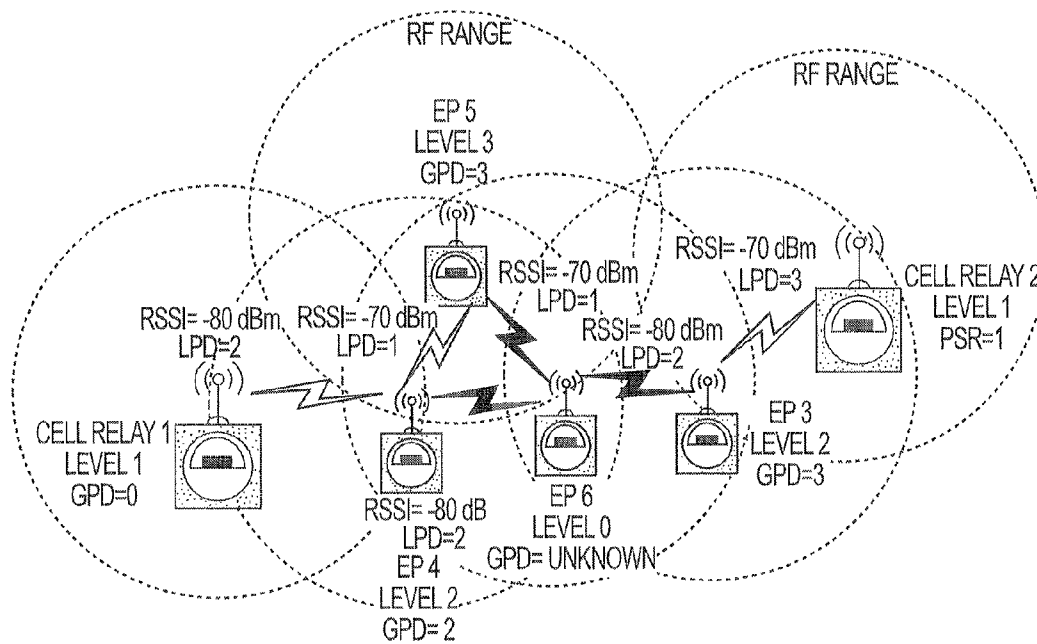 RF RANGE
RF RANGE
EP 5
LEVEL 3
GPD=3
RSSI= -70 dBm
LPD=1
RSSI= -70 dBm
LPD=3
CELL RELAY 2
LEVEL 1
PSR=1
RSSI= -80 dBm
LPD=2
RSSI= -70 dBm
LPD=1
RSSI= -80 dBm
LPD=2
CELL RELAY 1
LEVEL 1
GPD=0
EP 3
LEVEL 2
GPD=3
EP 6
LEVEL 0
GPD= UNKNOWN
RSSI= -80 dB
LPD=2
EP 4
LEVEL 2
GPD= 2